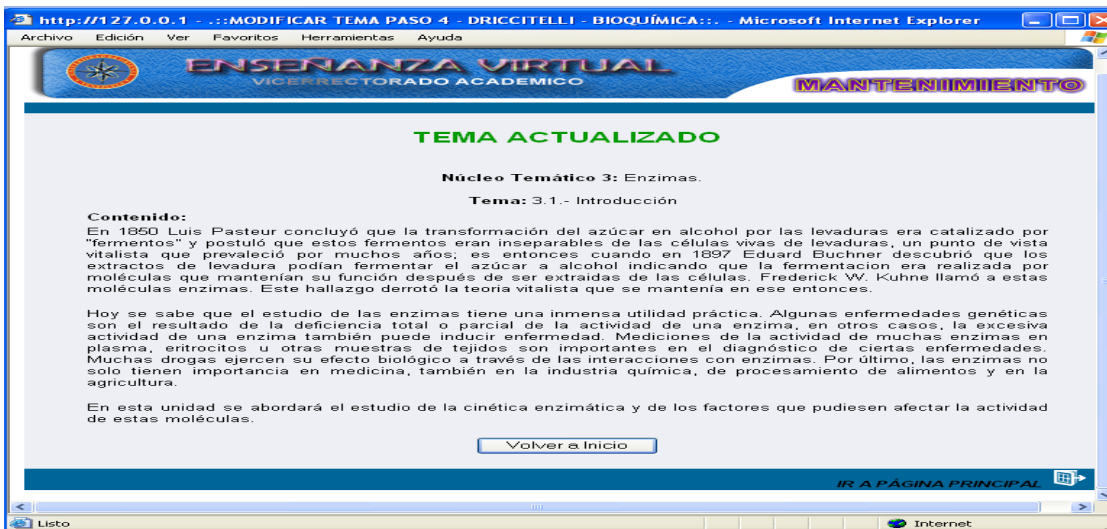 http://127.0.0.1 - .::MODIFICAR TEMA PASO 4 - DRICCITELLI - BIOQUÍMICA::. - Microsoft Internet Explorer
Archivo Edición Ver Favoritos Herramientas Ayuda
ENSEÑANZA VIRTUAL
VICERRECTORADO ACADEMICO
MANTENIMIENTO
TEMA ACTUALIZADO
Núcleo Temático 3: Enzimas.
Tema: 3.1.- Introducción
Contenido:
En 1850 Luis Pasteur concluyó que la transformación del azúcar en alcohol por las levaduras era catalizado por
"fermentos" y postuló que estos fermentos eran inseparables de las células vivas de levaduras, un punto de vista
vitalista que prevaleció por muchos años; es entonces cuando en 1897 Eduard Buchner descubrió que los
extractos de levadura podían fermentar el azúcar a alcohol indicando que la fermentacion era realizada por
moléculas que mantenían su función después de ser extraidas de las células. Frederick W. Kuhne llamó a estas
moléculas enzimas. Este hallazgo derrotó la teoria vitalista que se mantenía en ese entonces.
Hoy se sabe que el estudio de las enzimas tiene una inmensa utilidad práctica. Algunas enfermedades genéticas
son el resultado de la deficiencia total o parcial de la actividad de una enzima, en otros casos, la excesiva
actividad de una enzima también puede inducir enfermedad. Mediciones de la actividad de muchas enzimas en
plasma, eritrocitos u otras muestras de tejidos son importantes en el diagnóstico de ciertas enfermedades.
Muchas drogas ejercen su efecto biológico a través de las interacciones con enzimas. Por último, las enzimas no
solo tienen importancia en medicina, también en la industria química, de procesamiento de alimentos y en la
agricultura.
En esta unidad se abordará el estudio de la cinética enzimática y de los factores que pudiesen afectar la actividad
de estas moléculas.
Volver a Inicio
IR A PÁGINA PRINCIPAL
Listo Internet